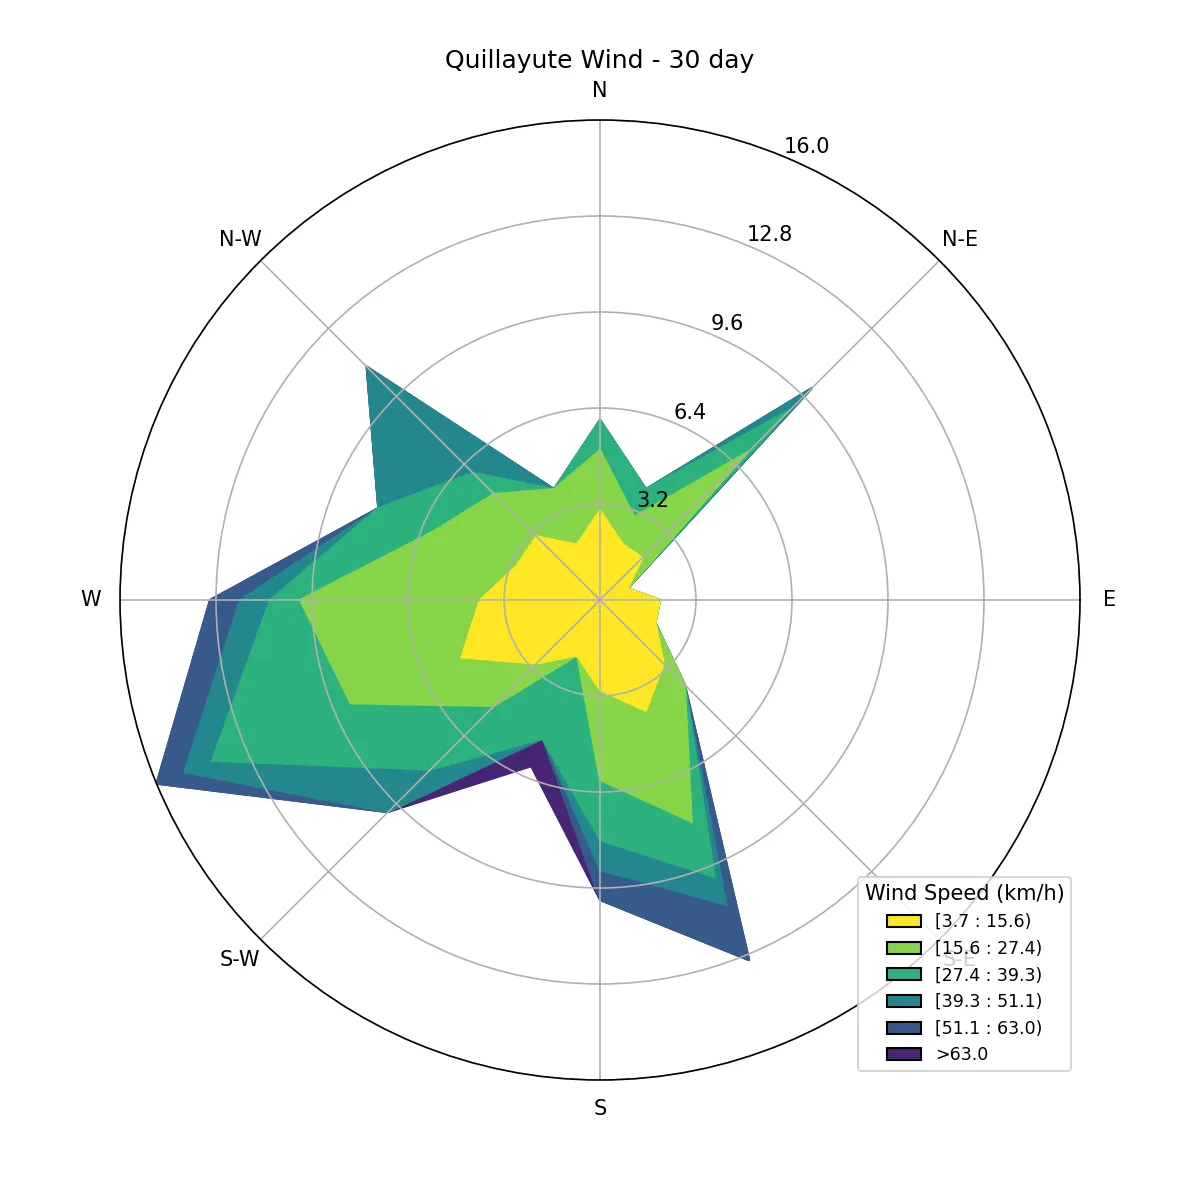 Quillayute Wind - 30 day
N
16.0
N-W
12.8
N-E
9.6
6.4
3.2
W
E
Wind Speed (km/h)
[3.7 : 15.6)
[15.6 : 27.4)
[27.4 : 39.3)
[39.3 : 51.1)
[51.1 : 63.0)
>63.0
S-W
S-E
S